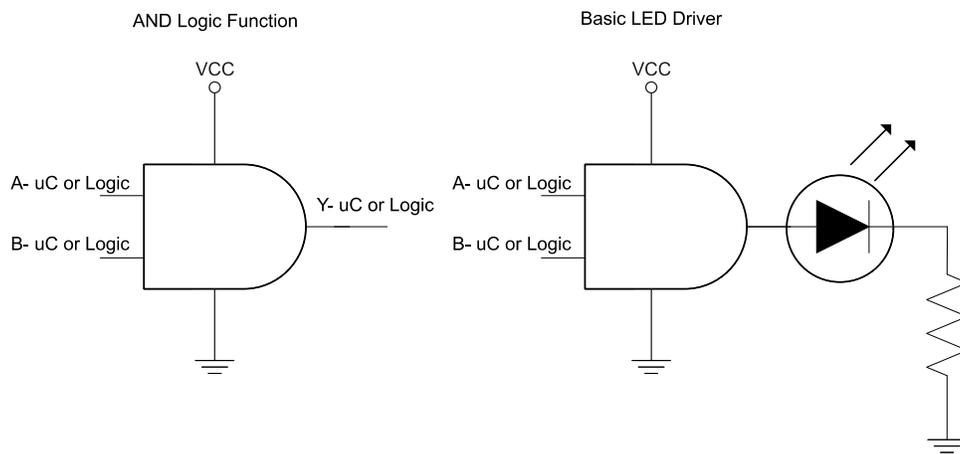 AND Logic Function
VCC
A- uC or Logic
B- uC or Logic
Y- uC or Logic
Basic LED Driver
VCC
A- uC or Logic
B- uC or Logic